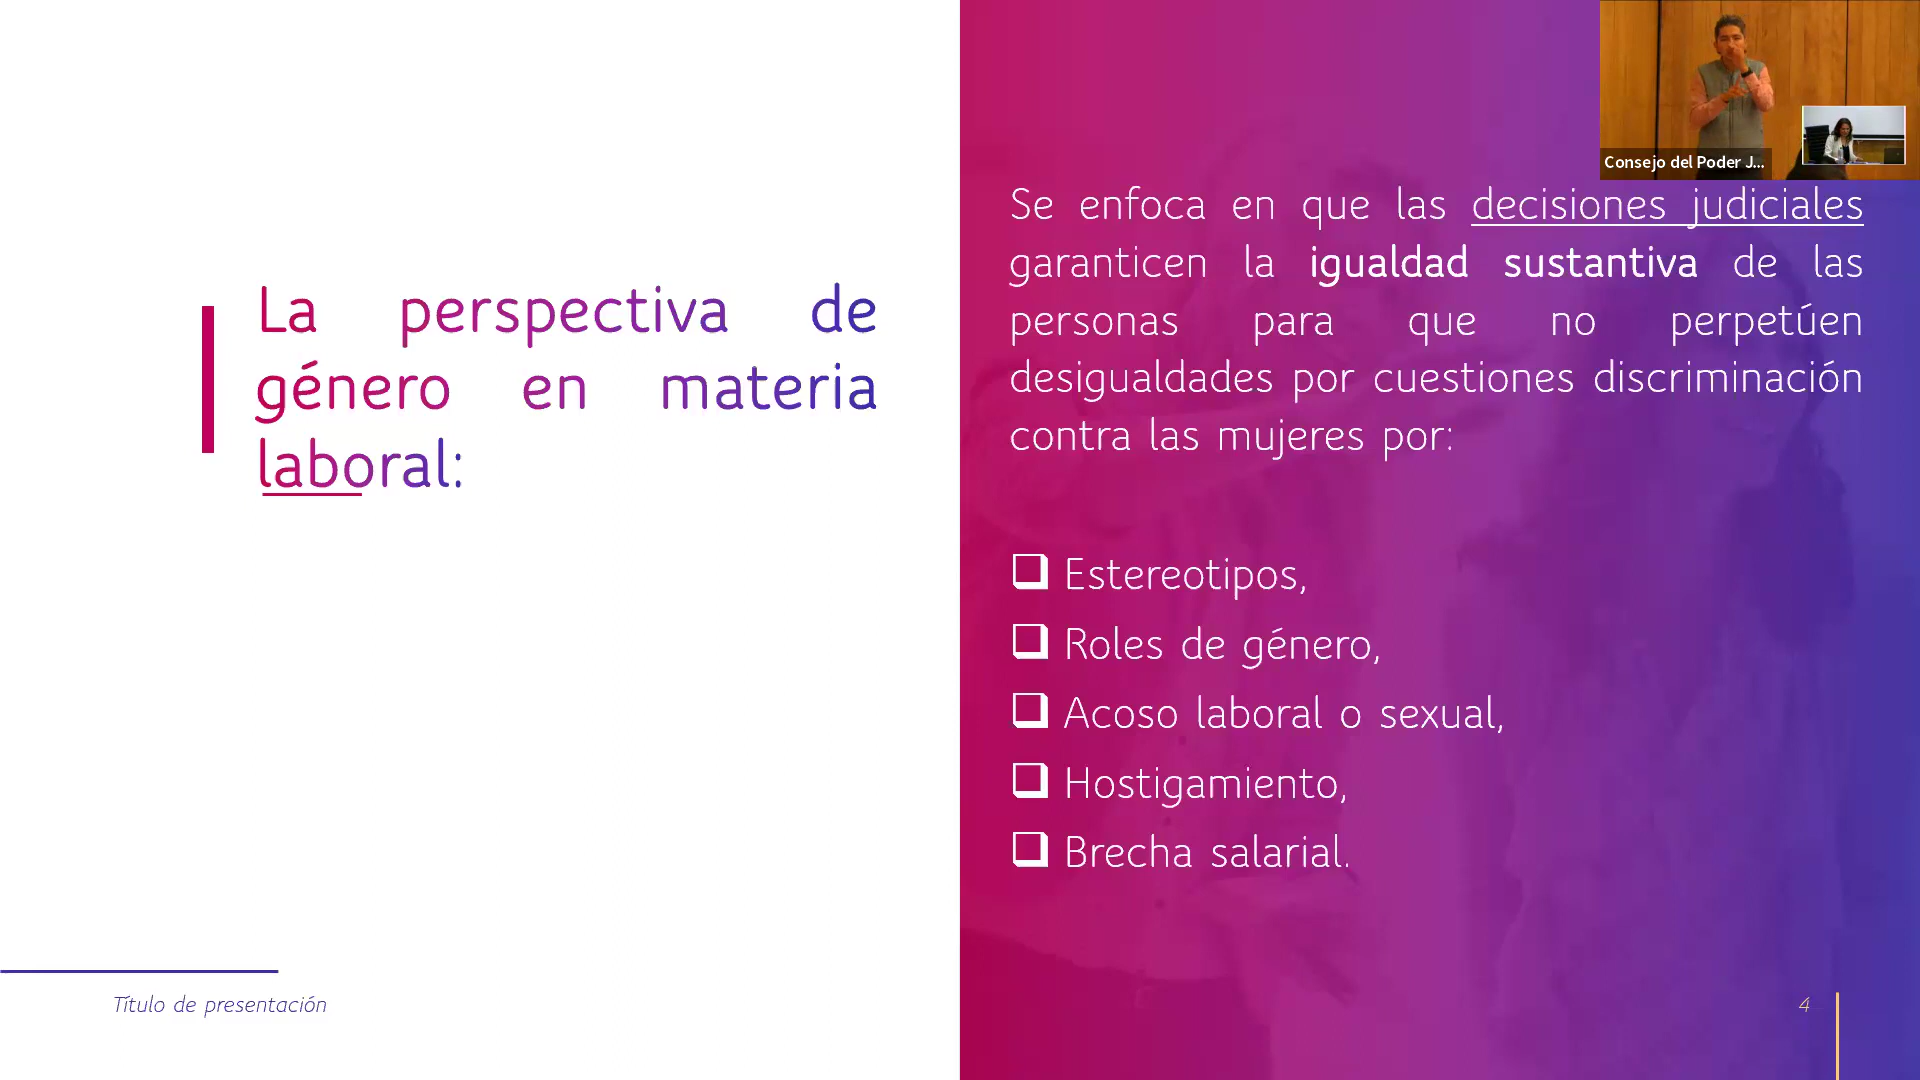 La perspectiva de
género en materia
laboral:
Título de presentación
Consejo del Poder J...
Se enfoca en que las decisiones judiciales
garanticen la igualdad sustantiva de las
personas para que no perpetúen
desigualdades por cuestiones discriminación
contra las mujeres por:
❑ Estereotipos,
❑ Roles de género,
❑ Acoso laboral o sexual,
❑ Hostigamiento,
❑ Brecha salarial.
4